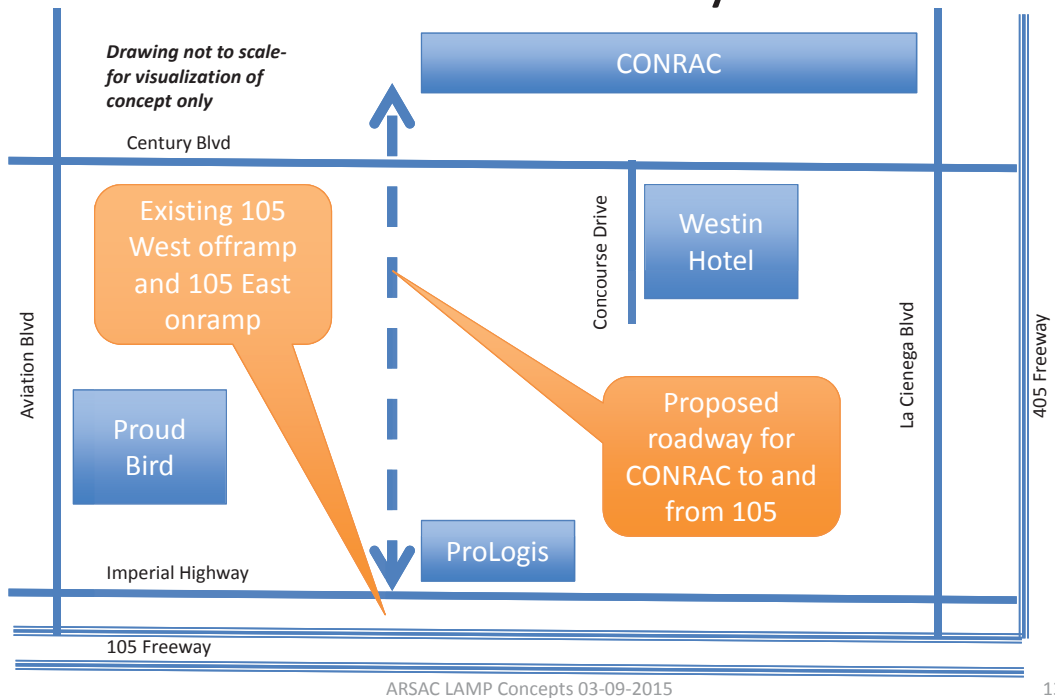 Drawing not to scale-
for visualization of
concept only
CONRAC
Century Blvd
Existing 105
West offramp
and 105 East
onramp
Concourse Drive
Westin
Hotel
Aviation Blvd
La Cienega Blvd
405 Freeway
Proud
Bird
Proposed
roadway for
CONRAC to and
from 105
ProLogis
Imperial Highway
105 Freeway
ARSAC LAMP Concepts 03-09-2015